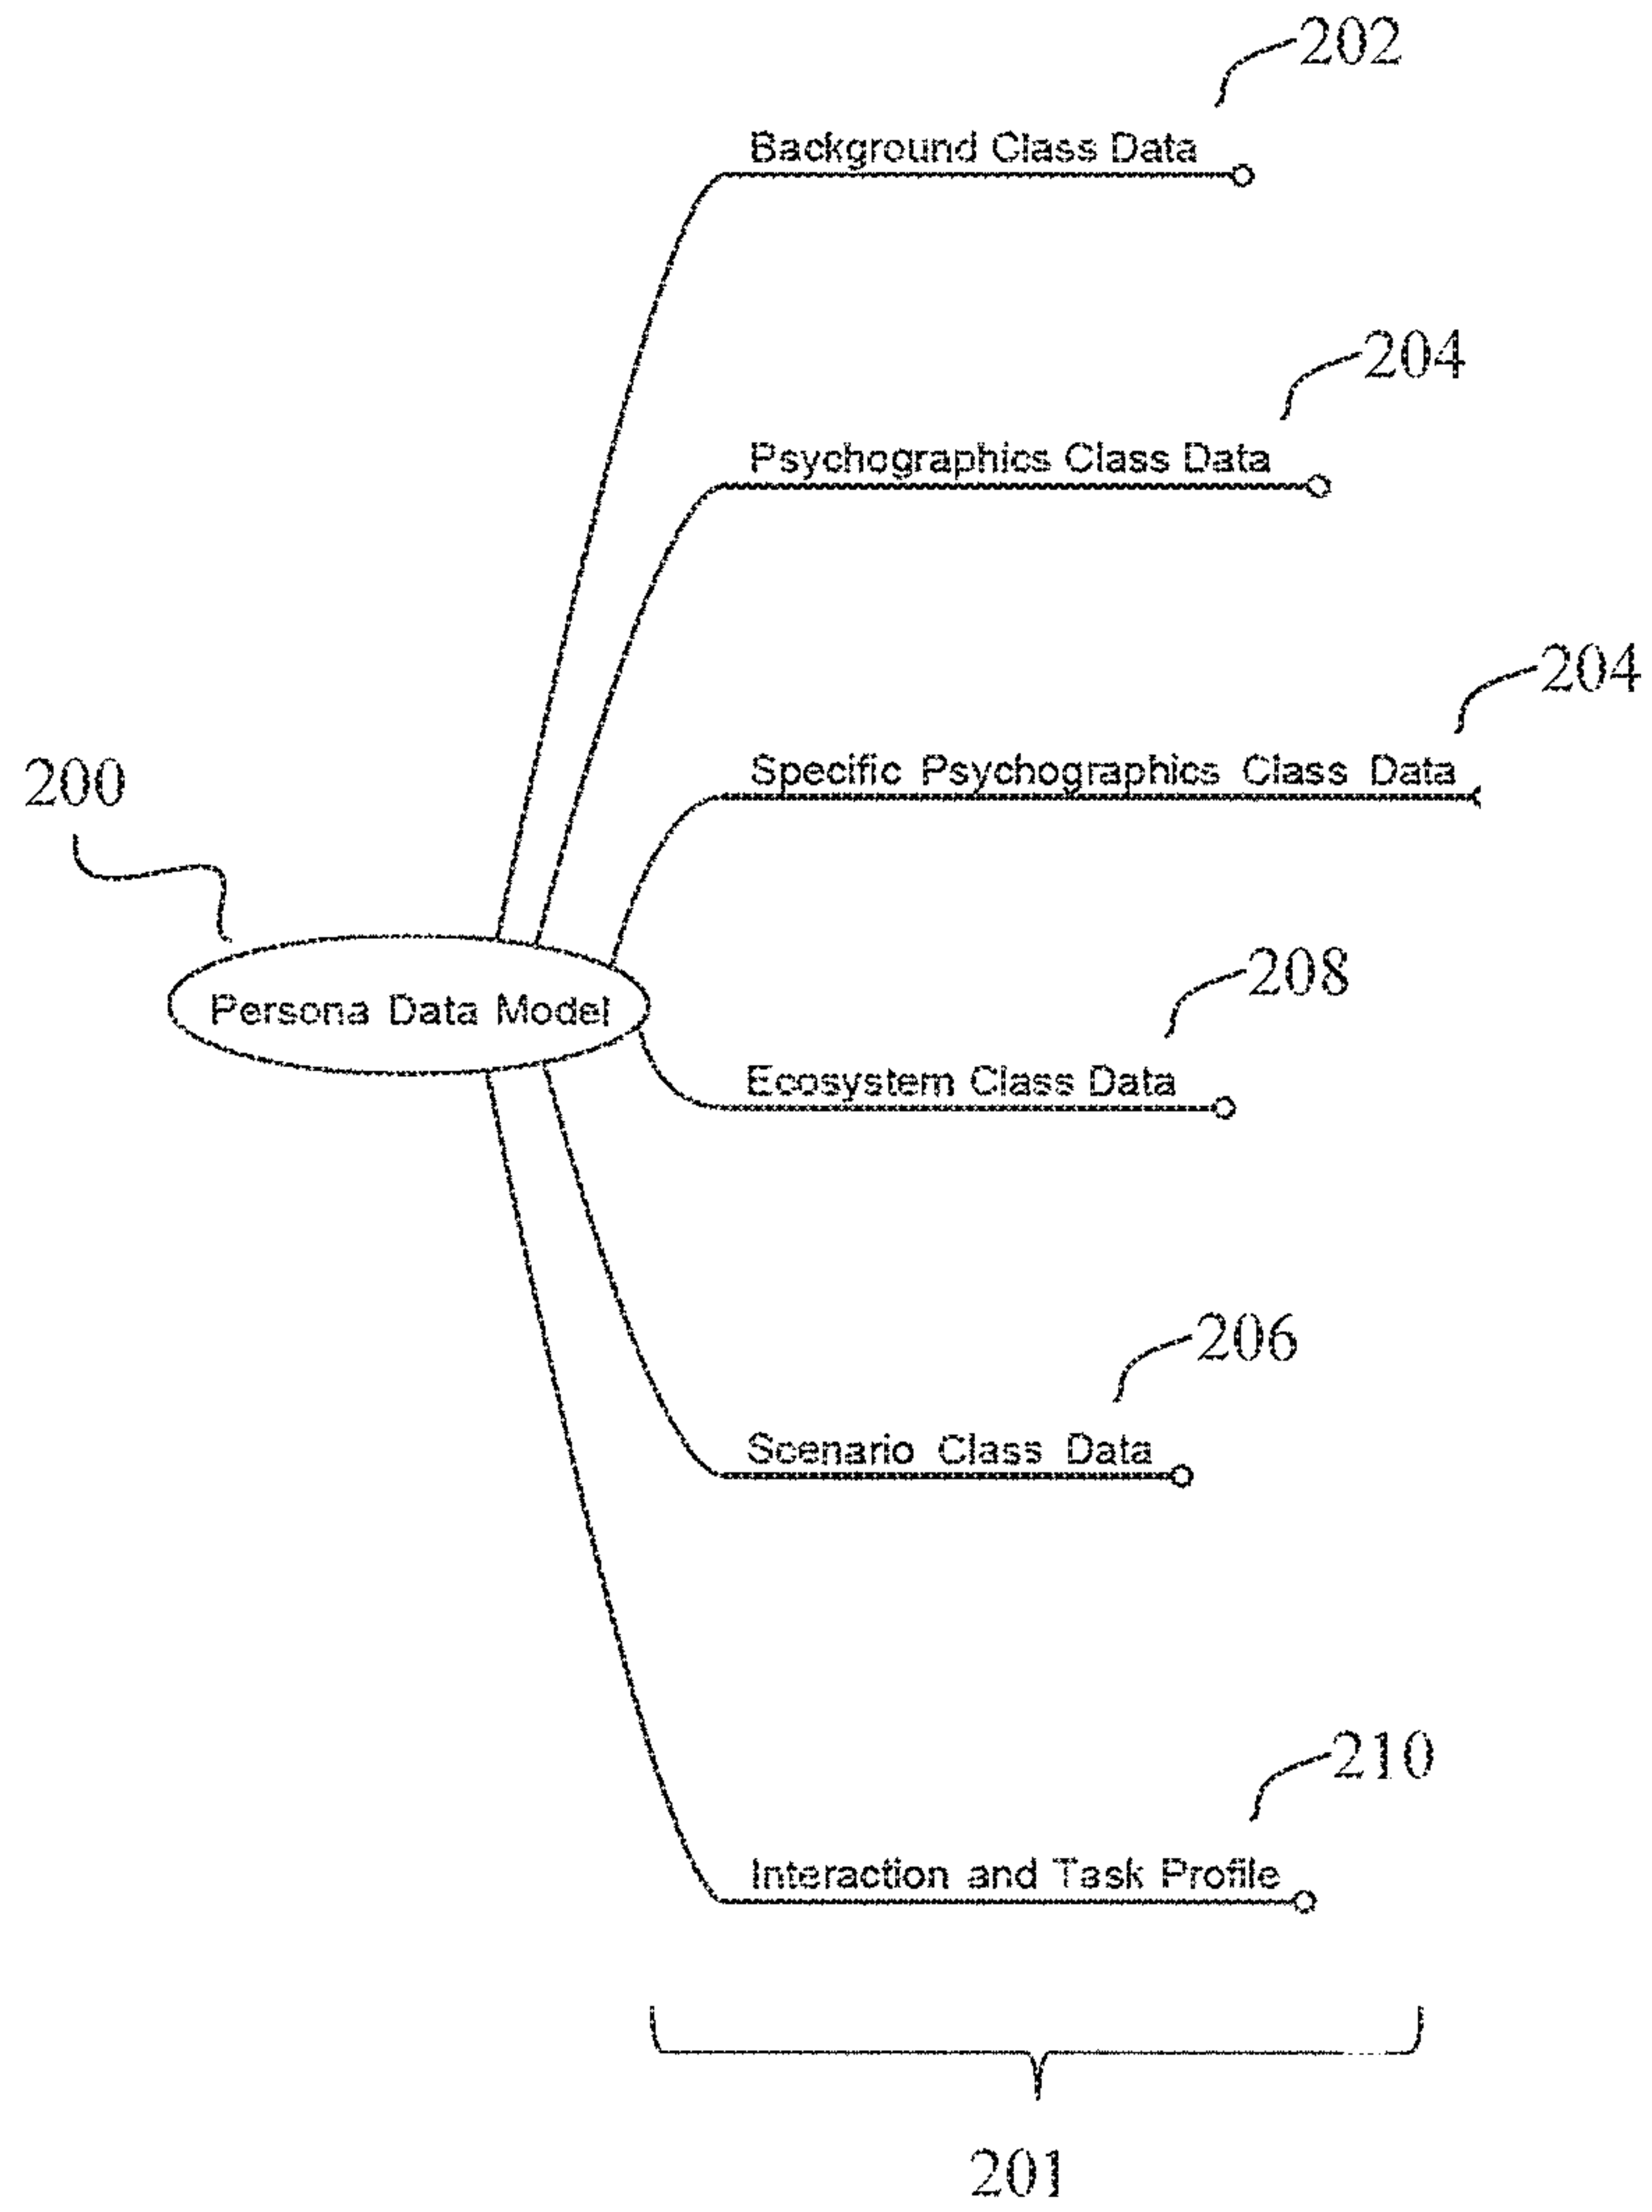 202
Background Class Data
204
Psychographics Class Data
204
Specific Psychographics Class Data
200
Persona Data Model
208
Ecosystem Class Data
206
Scenario Class Data
210
Interaction and Task Profile
201